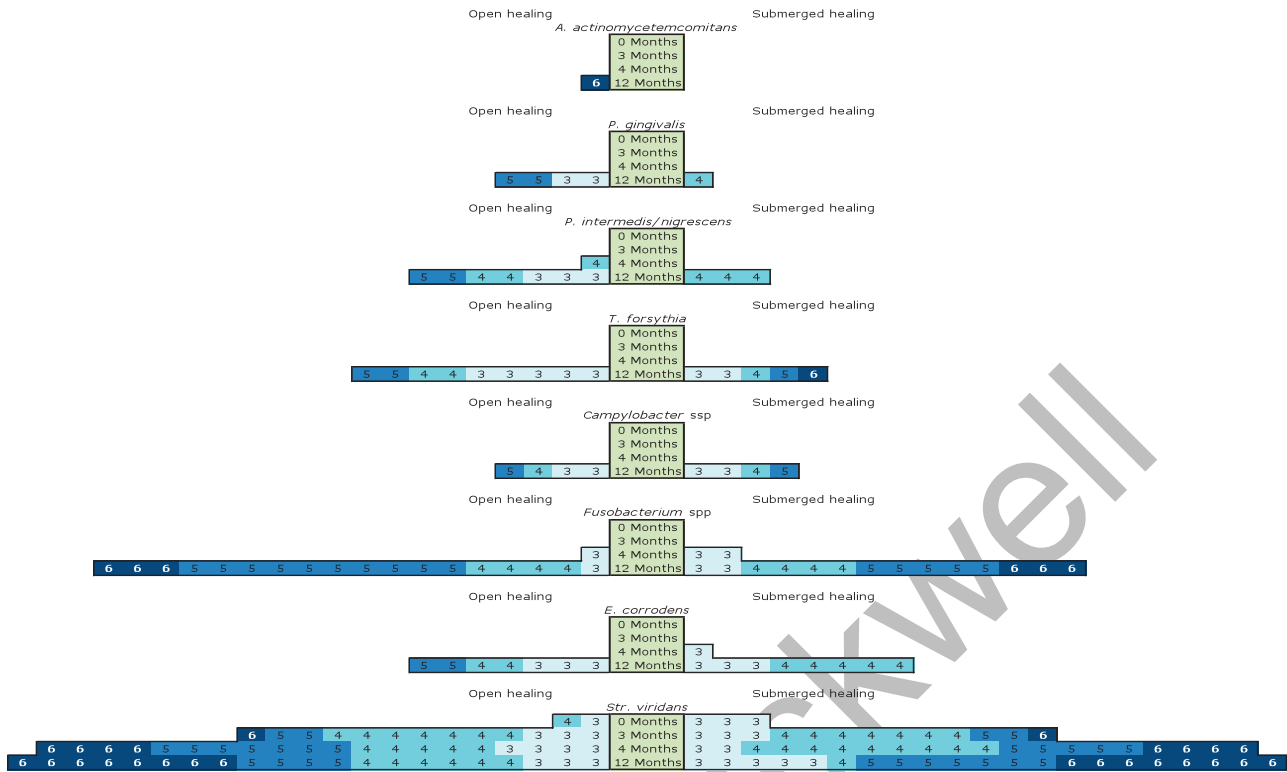 Open healing Submerged healing
A. actinomycetemcomitans
0 Months
3 Months
4 Months
6 12 Months
Open healing Submerged healing
P. gingivalis
0 Months
3 Months
4 Months
5 5 3 3 12 Months 4
Open healing Submerged healing
P. intermedis/nigrescens
0 Months
3 Months
4 4 Months
5 5 4 4 3 3 3 12 Months 4 4 4
Open healing Submerged healing
T. forsythia
0 Months
3 Months
4 Months
5 5 4 4 3 3 3 3 3 12 Months 3 3 4 5 6
Open healing Submerged healing
Campylobacter ssp
0 Months
3 Months
4 Months
5 4 3 3 12 Months 3 3 4 5
Open healing Submerged healing
Fusobacterium spp
0 Months
3 Months
3 4 Months 3 3
6 6 6 5 5 5 5 5 5 5 5 5 5 4 4 4 4 3 12 Months 3 3 4 4 4 4 5 5 5 5 5 6 6 6
Open healing Submerged healing
E. corrodens
0 Months
3 Months
4 Months 3
5 5 4 4 3 3 3 12 Months 3 3 3 4 4 4 4 4
Open healing Submerged healing
Str. viridans
4 3 0 Months 3 3 3
6 5 5 4 4 4 4 4 4 4 3 3 3 3 Months 3 3 3 4 4 4 4 4 4 4 5 5 6
6 6 6 6 5 5 5 5 5 5 5 4 4 4 4 4 3 3 3 3 4 Months 3 3 4 4 4 4 4 4 4 4 4 5 5 5 5 5 6 6 6 6
6 6 6 6 6 6 6 6 5 5 5 5 4 4 4 4 4 4 3 3 3 12 Months 3 3 3 3 3 4 5 5 5 5 5 5 5 5 6 6 6 6 6 6 6
ckwell